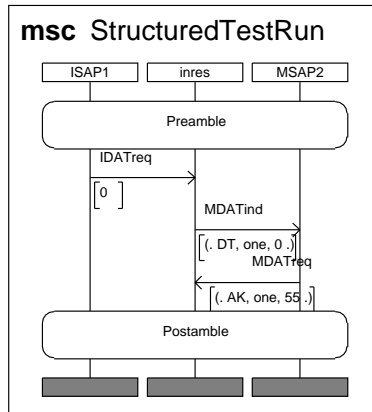 msc StructuredTestRun
ISAP1 inres MSAP2
Preamble
IDATreq
0
MDATind
(. DT, one, 0 .)
MDATreq
(. AK, one, 55 .)
Postamble